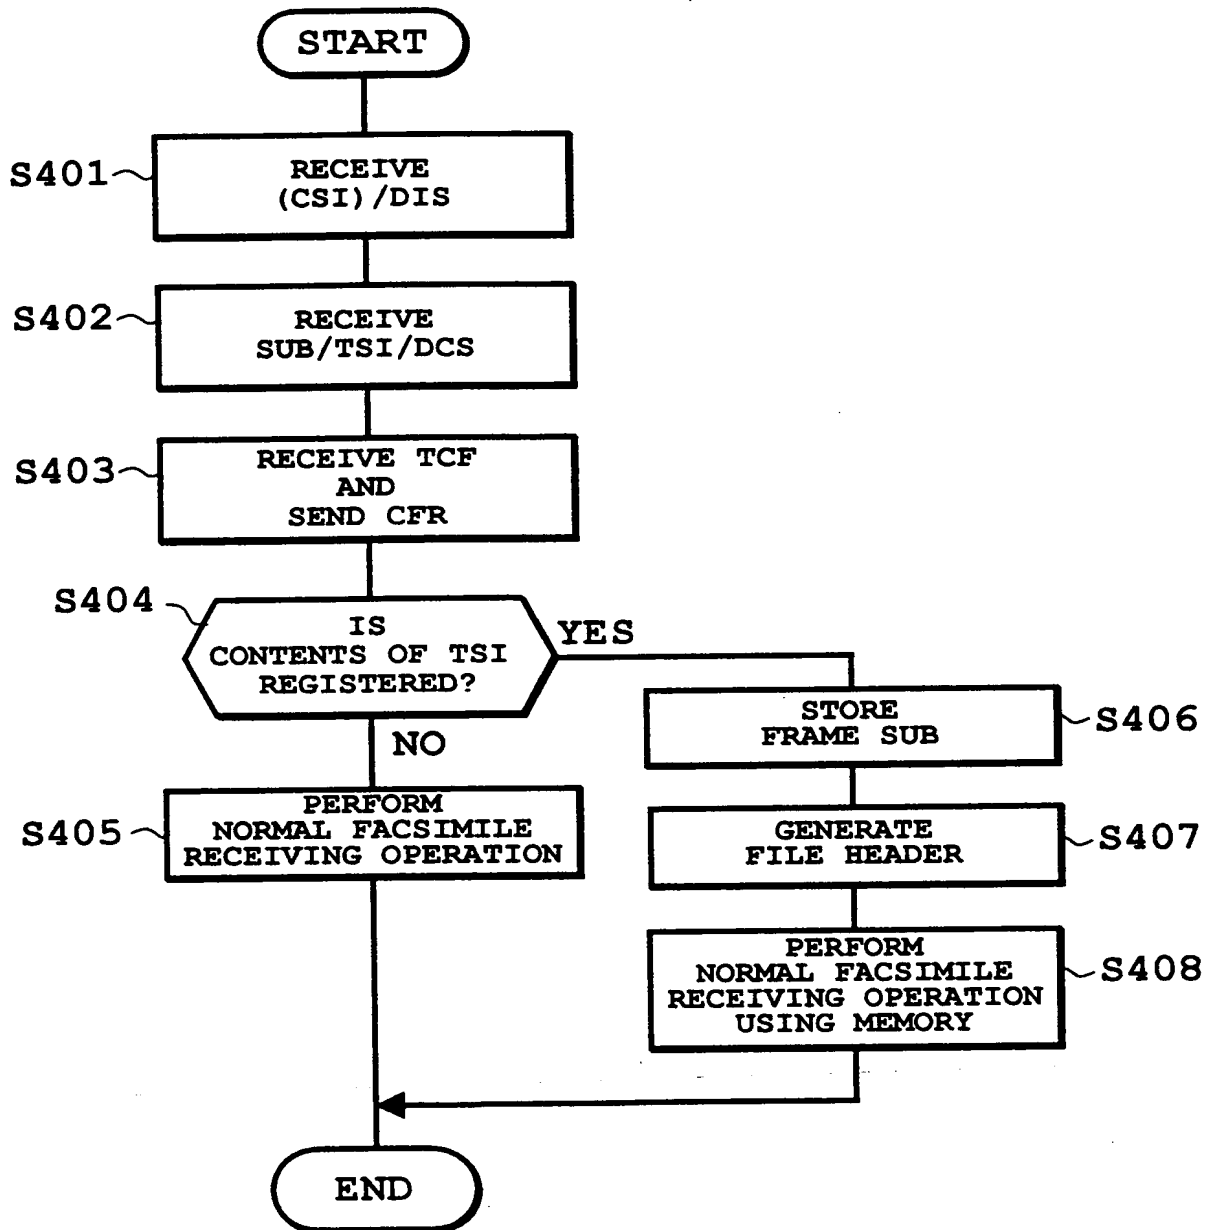 START
S401
RECEIVE
(CSI)/DIS
S402
RECEIVE
SUB/TSI/DCS
S403
RECEIVE TCF
AND
SEND CFR
S404
IS
CONTENTS OF TSI
REGISTERED?
YES
NO
S405
PERFORM
NORMAL FACSIMILE
RECEIVING OPERATION
STORE
FRAME SUB
S406
GENERATE
FILE HEADER
S407
PERFORM
NORMAL FACSIMILE
RECEIVING OPERATION
USING MEMORY
S408
END